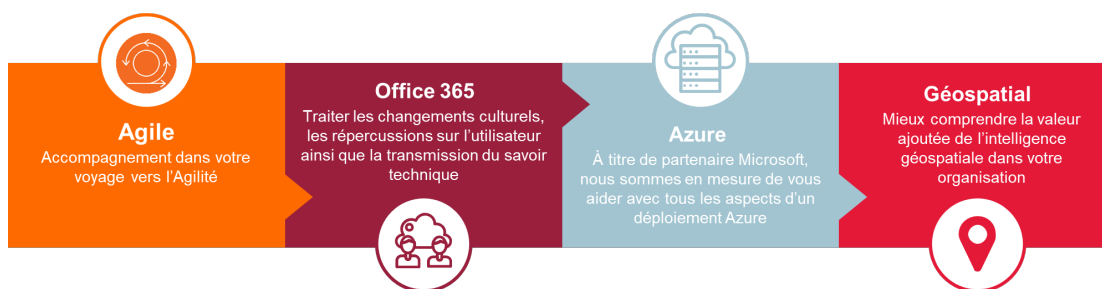 Agile
Accompagnement dans votre
voyage vers l'Agilité
Office 365
Traiter les changements culturels,
les répercussions sur l'utilisateur
ainsi que la transmission du savoir
technique
Azure
À titre de partenaire Microsoft,
nous sommes en mesure de vous
aider avec tous les aspects d'un
déploiement Azure
Géospatial
Mieux comprendre la valeur
ajoutée de l'intelligence
géospatiale dans votre
organisation